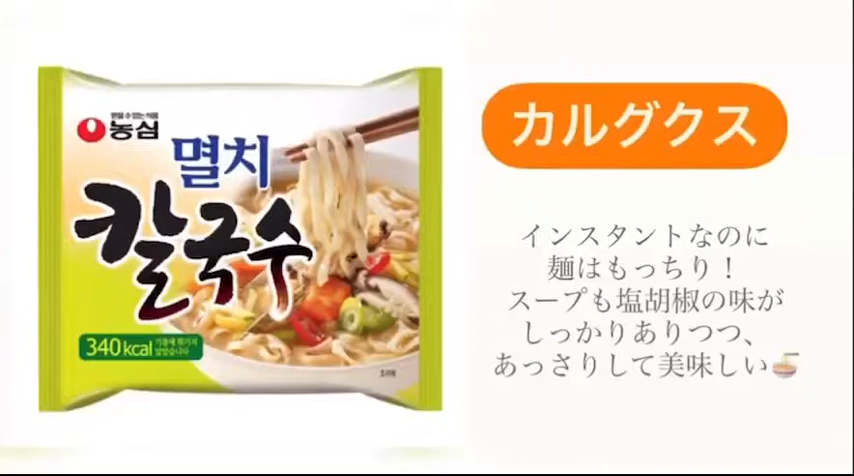 농심
멸치
칼국수
340 kcal
カルグクス
インスタントなのに
麺はもっちり！
スープも塩胡椒の味が
しっかりありつつ、
あっさりして美味しい🍜